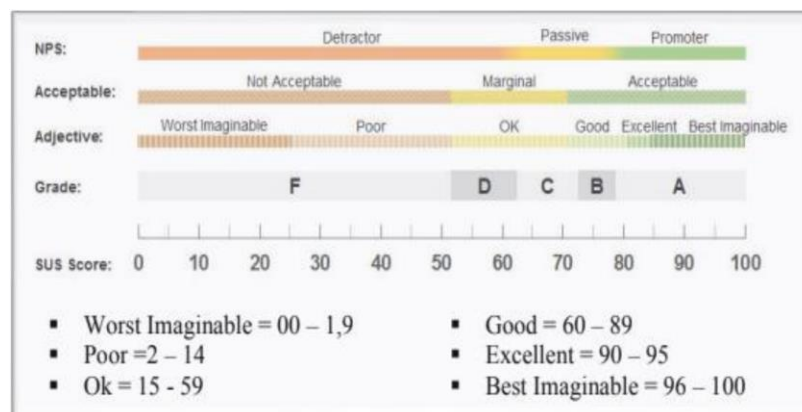 NPS: Detractor Passive Promoter
Acceptable: Not Acceptable Marginal Acceptable
Adjective: Worst Imaginable Poor OK Good Excellent Best Imaginable
Grade: F D C B A
SUS Score: 0 10 20 30 40 50 60 70 80 90 100
▪ Worst Imaginable = 00 – 1,9
▪ Poor =2 – 14
▪ Ok = 15 - 59
▪ Good = 60 – 89
▪ Excellent = 90 – 95
▪ Best Imaginable = 96 – 100